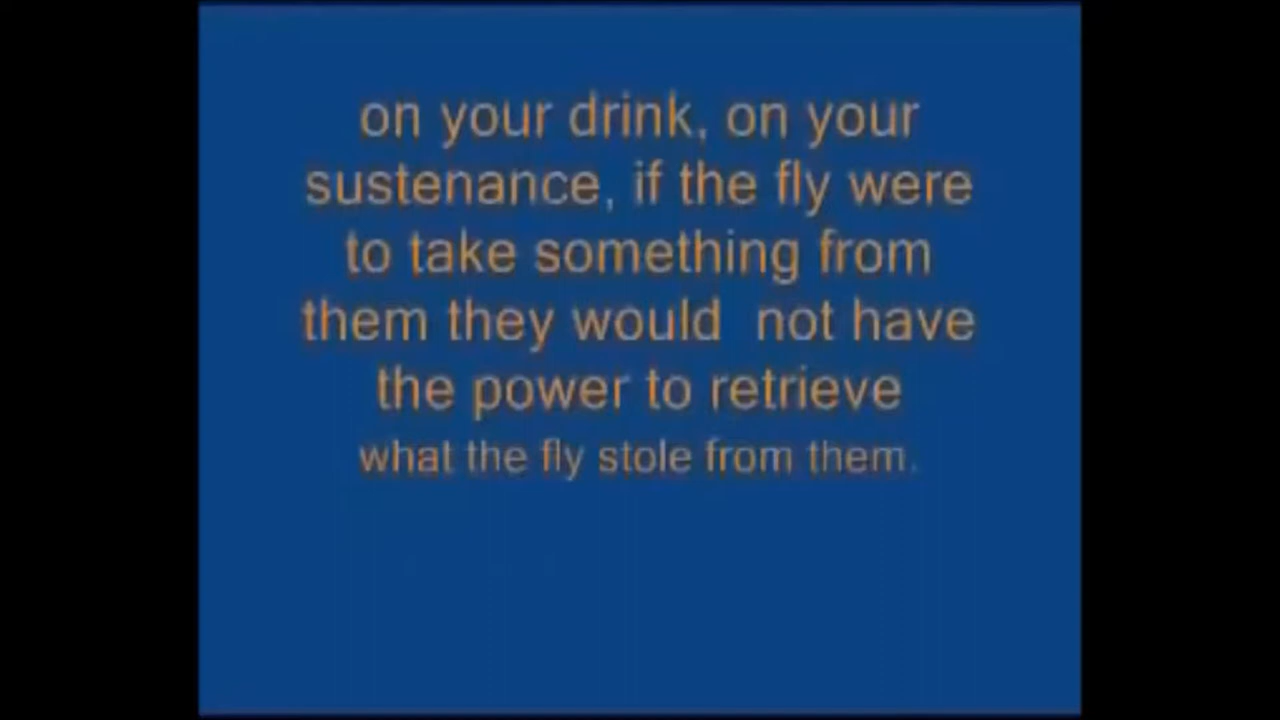 on your drink, on your
sustenance, if the fly were
to take something from
them they would  not have
the power to retrieve
what the fly stole from them.